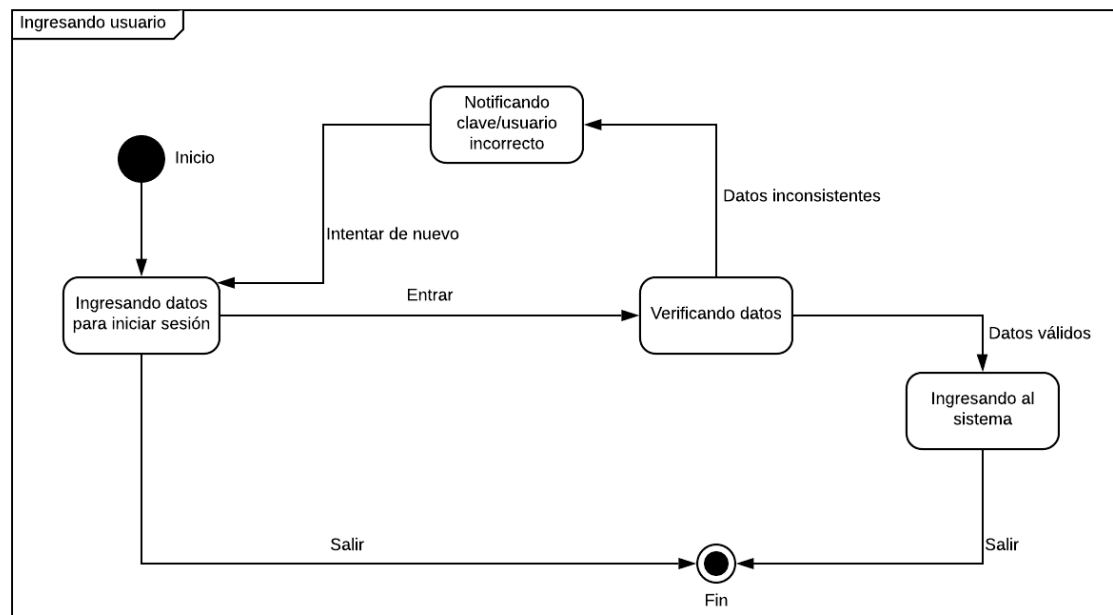 Ingresando usuario
Notificando
clave/usuario
incorrecto
Inicio
Datos inconsistentes
Intentar de nuevo
Ingresando datos
para iniciar sesión
Entrar
Verificando datos
Datos válidos
Ingresando al
sistema
Salir
Salir
Fin